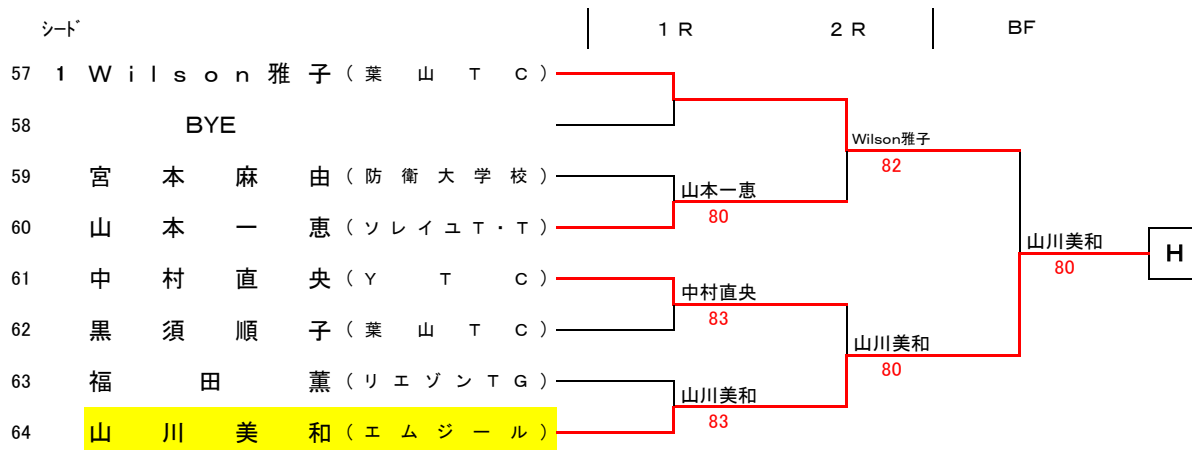 シード 1R 2R BF
57 1 Wilson雅子(葉山TC)
58 BYE
Wilson雅子
82
59 宮本麻由(防衛大学校)
山本一恵
80
60 山本一恵(ソレイユT・T)
山川美和 H
80
61 中村直央(YTC)
中村直央
83
62 黒須順子(葉山TC)
山川美和
80
63 福田薫(リエゾンTG)
山川美和
83
64 山川美和(エムジール)